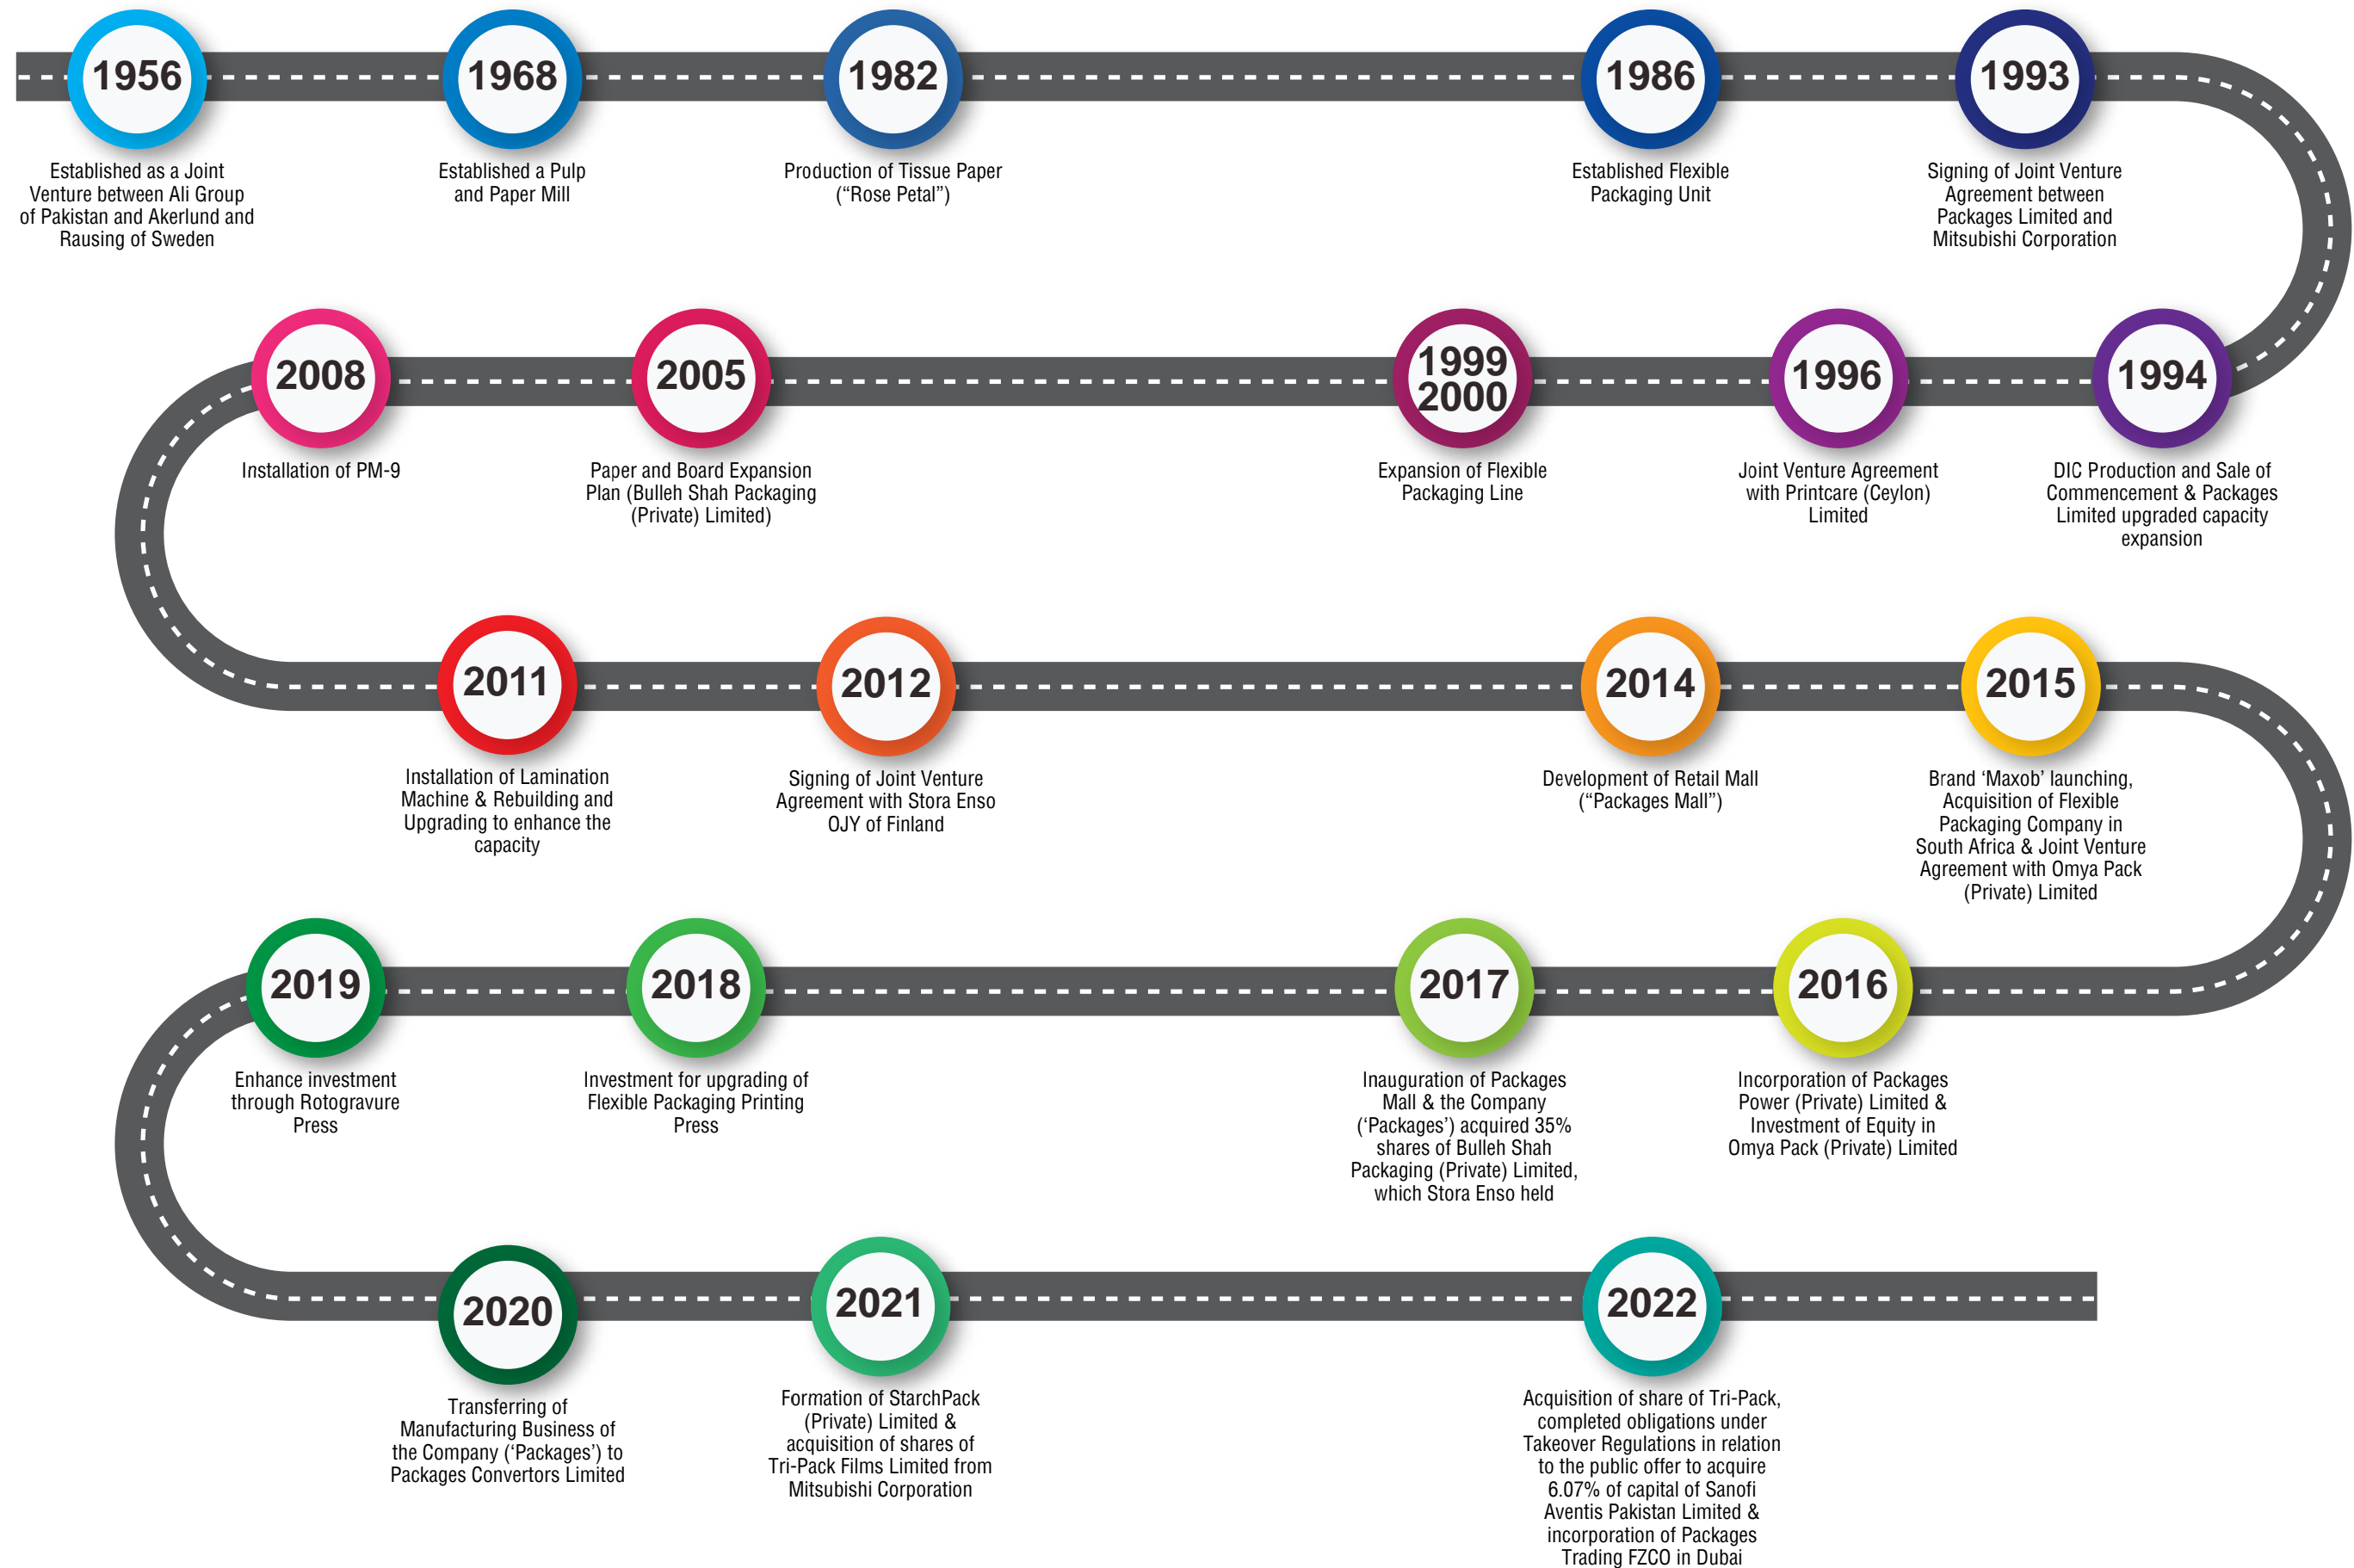 1956
Established as a Joint
Venture between Ali Group
of Pakistan and Akerlund and
Rausing of Sweden
1968
Established a Pulp
and Paper Mill
1982
Production of Tissue Paper
(“Rose Petal”)
1986
Established Flexible
Packaging Unit
1993
Signing of Joint Venture
Agreement between
Packages Limited and
Mitsubishi Corporation
1994
DIC Production and Sale of
Commencement & Packages
Limited upgraded capacity
expansion
1996
Joint Venture Agreement
with Printcare (Ceylon)
Limited
1999
2000
Expansion of Flexible
Packaging Line
2005
Paper and Board Expansion
Plan (Bulleh Shah Packaging
(Private) Limited)
2008
Installation of PM-9
2011
Installation of Lamination
Machine & Rebuilding and
Upgrading to enhance the
capacity
2012
Signing of Joint Venture
Agreement with Stora Enso
OJY of Finland
2014
Development of Retail Mall
(“Packages Mall”)
2015
Brand ‘Maxob’ launching,
Acquisition of Flexible
Packaging Company in
South Africa & Joint Venture
Agreement with Omya Pack
(Private) Limited
2016
Incorporation of Packages
Power (Private) Limited &
Investment of Equity in
Omya Pack (Private) Limited
2017
Inauguration of Packages
Mall & the Company
(‘Packages’) acquired 35%
shares of Bulleh Shah
Packaging (Private) Limited,
which Stora Enso held
2018
Investment for upgrading of
Flexible Packaging Printing
Press
2019
Enhance investment
through Rotogravure
Press
2020
Transferring of
Manufacturing Business of
the Company (‘Packages’) to
Packages Convertors Limited
2021
Formation of StarchPack
(Private) Limited &
acquisition of shares of
Tri-Pack Films Limited from
Mitsubishi Corporation
2022
Acquisition of share of Tri-Pack,
completed obligations under
Takeover Regulations in relation
to the public offer to acquire
6.07% of capital of Sanofi
Aventis Pakistan Limited &
incorporation of Packages
Trading FZCO in Dubai